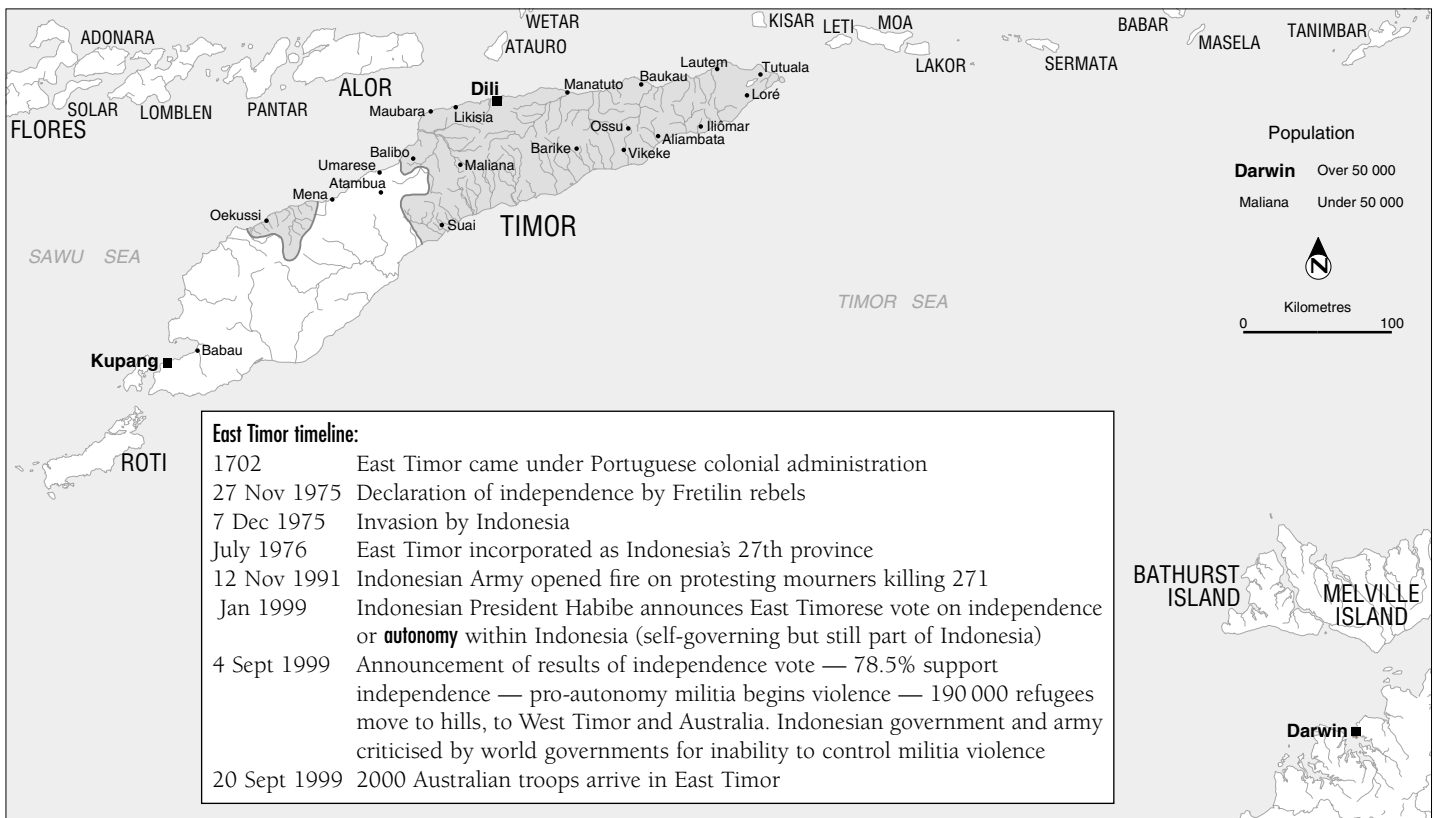 WETAR
KISAR
LETI
MOA
BABAR
TANIMBAR
ADONARA
ATAURO
MASELA
LAKOR
SERMATA
Lautem
Tutuala
Baukau
ALOR
Dili
Manatuto
Loré
SOLAR
LOMBLEN
PANTAR
Maubara
Likisia
FLORES
Ossu
Iliômar
Aliambata
Population
Balibo
Barike
Vikeke
Umarese
Maliana
Darwin Over 50 000
Atambua
Mena
Maliana Under 50 000
Oekussi
Suai
TIMOR
SAWU SEA
N
TIMOR SEA
Kilometres
0 100
Babau
Kupang
ROTI
East Timor timeline:
1702 East Timor came under Portuguese colonial administration
27 Nov 1975 Declaration of independence by Fretilin rebels
7 Dec 1975 Invasion by Indonesia
July 1976 East Timor incorporated as Indonesia's 27th province
12 Nov 1991 Indonesian Army opened fire on protesting mourners killing 271
Jan 1999 Indonesian President Habibe announces East Timorese vote on independence
or autonomy within Indonesia (self-governing but still part of Indonesia)
4 Sept 1999 Announcement of results of independence vote — 78.5% support
independence — pro-autonomy militia begins violence — 190 000 refugees
move to hills, to West Timor and Australia. Indonesian government and army
criticised by world governments for inability to control militia violence
20 Sept 1999 2000 Australian troops arrive in East Timor
BATHURST
ISLAND
MELVILLE
ISLAND
Darwin